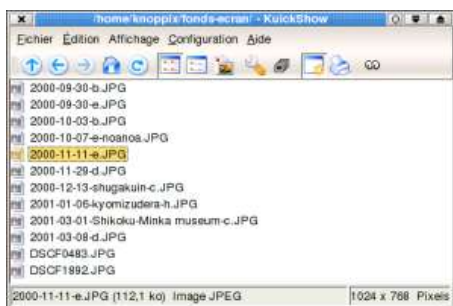 /home/knoppix/fonds-ecran/ - KuickShow
Fichier Édition Affichage Configuration Aide
2000-09-30-b.JPG
2000-09-30-e.JPG
2000-10-03-b.JPG
2000-10-07-e-noanoa.JPG
2000-11-11-e.JPG
2000-11-29-d.JPG
2000-12-13-shugakuin-c.JPG
2001-01-06-kyomizudera-h.JPG
2001-03-01-Shikoku-Minka museum-c.JPG
2001-03-08-d.JPG
DSCF0483.JPG
DSCF1892.JPG
2000-11-11-e.JPG (112,1 ko) Image JPEG 1024 x 768 Pixels